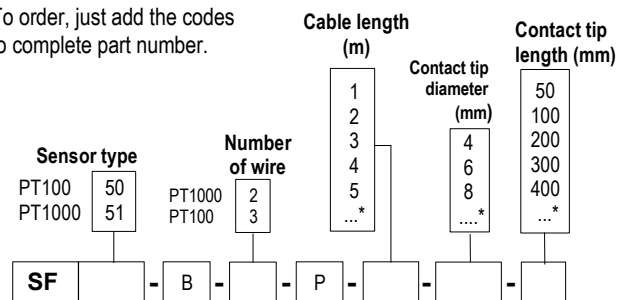 To order, just add the codes
to complete part number.
Cable length
(m)
1
2
3
4
5
...*
Contact tip
diameter
(mm)
4
6
8
....*
Contact tip
length (mm)
50
100
200
300
400
...*
Sensor type
PT100 50
PT1000 51
Number
of wire
PT1000 2
PT100 3
SF - B - - P - - -